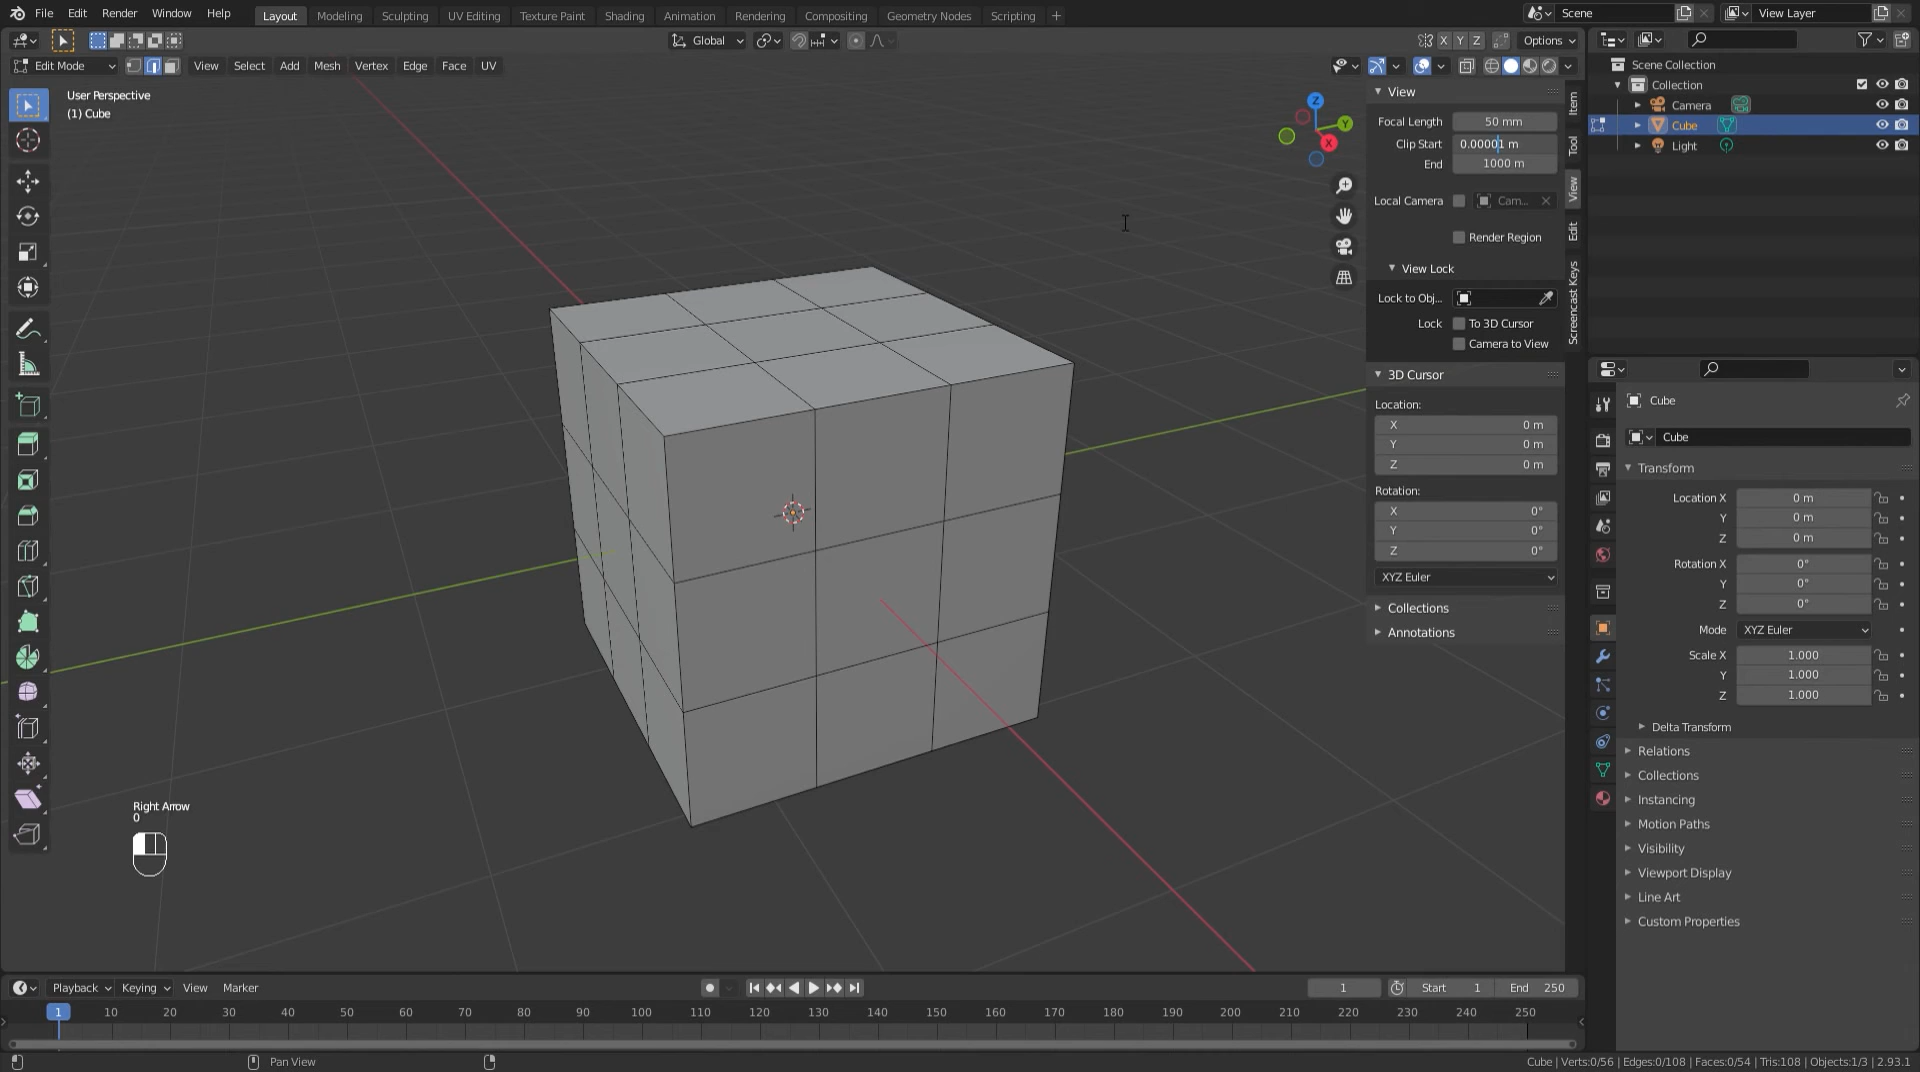 File Edit Render Window Help Layout Modeling Sculpting UV Editing Texture Paint Shading Animation Rendering Compositing Geometry Nodes Scripting + Scene View Layer
Global X Y Z Options
Edit Mode View Select Add Mesh Vertex Edge Face UV
User Perspective
(1) Cube
Z
Y
X
View
Focal Length 50 mm
Clip Start 0.00001 m
End 1000 m
Local Camera Cam...
Render Region
View Lock
Lock to Obj...
Lock To 3D Cursor
Camera to View
3D Cursor
Location:
X 0 m
Y 0 m
Z 0 m
Rotation:
X 0°
Y 0°
Z 0°
XYZ Euler
Collections
Annotations
Item
Tool
View
Edit
Screencast Keys
Scene Collection
Collection
Camera
Cube
Light
Cube
Cube
Transform
Location X 0 m
Y 0 m
Z 0 m
Rotation X 0°
Y 0°
Z 0°
Mode XYZ Euler
Scale X 1.000
Y 1.000
Z 1.000
Delta Transform
Relations
Collections
Instancing
Motion Paths
Visibility
Viewport Display
Line Art
Custom Properties
Right Arrow
0
Playback Keying View Marker 1 Start 1 End 250
1 10 20 30 40 50 60 70 80 90 100 110 120 130 140 150 160 170 180 190 200 210 220 230 240 250
Pan View
Cube | Verts:0/56 | Edges:0/108 | Faces:0/54 | Tris:108 | Objects:1/3 | 2.93.1